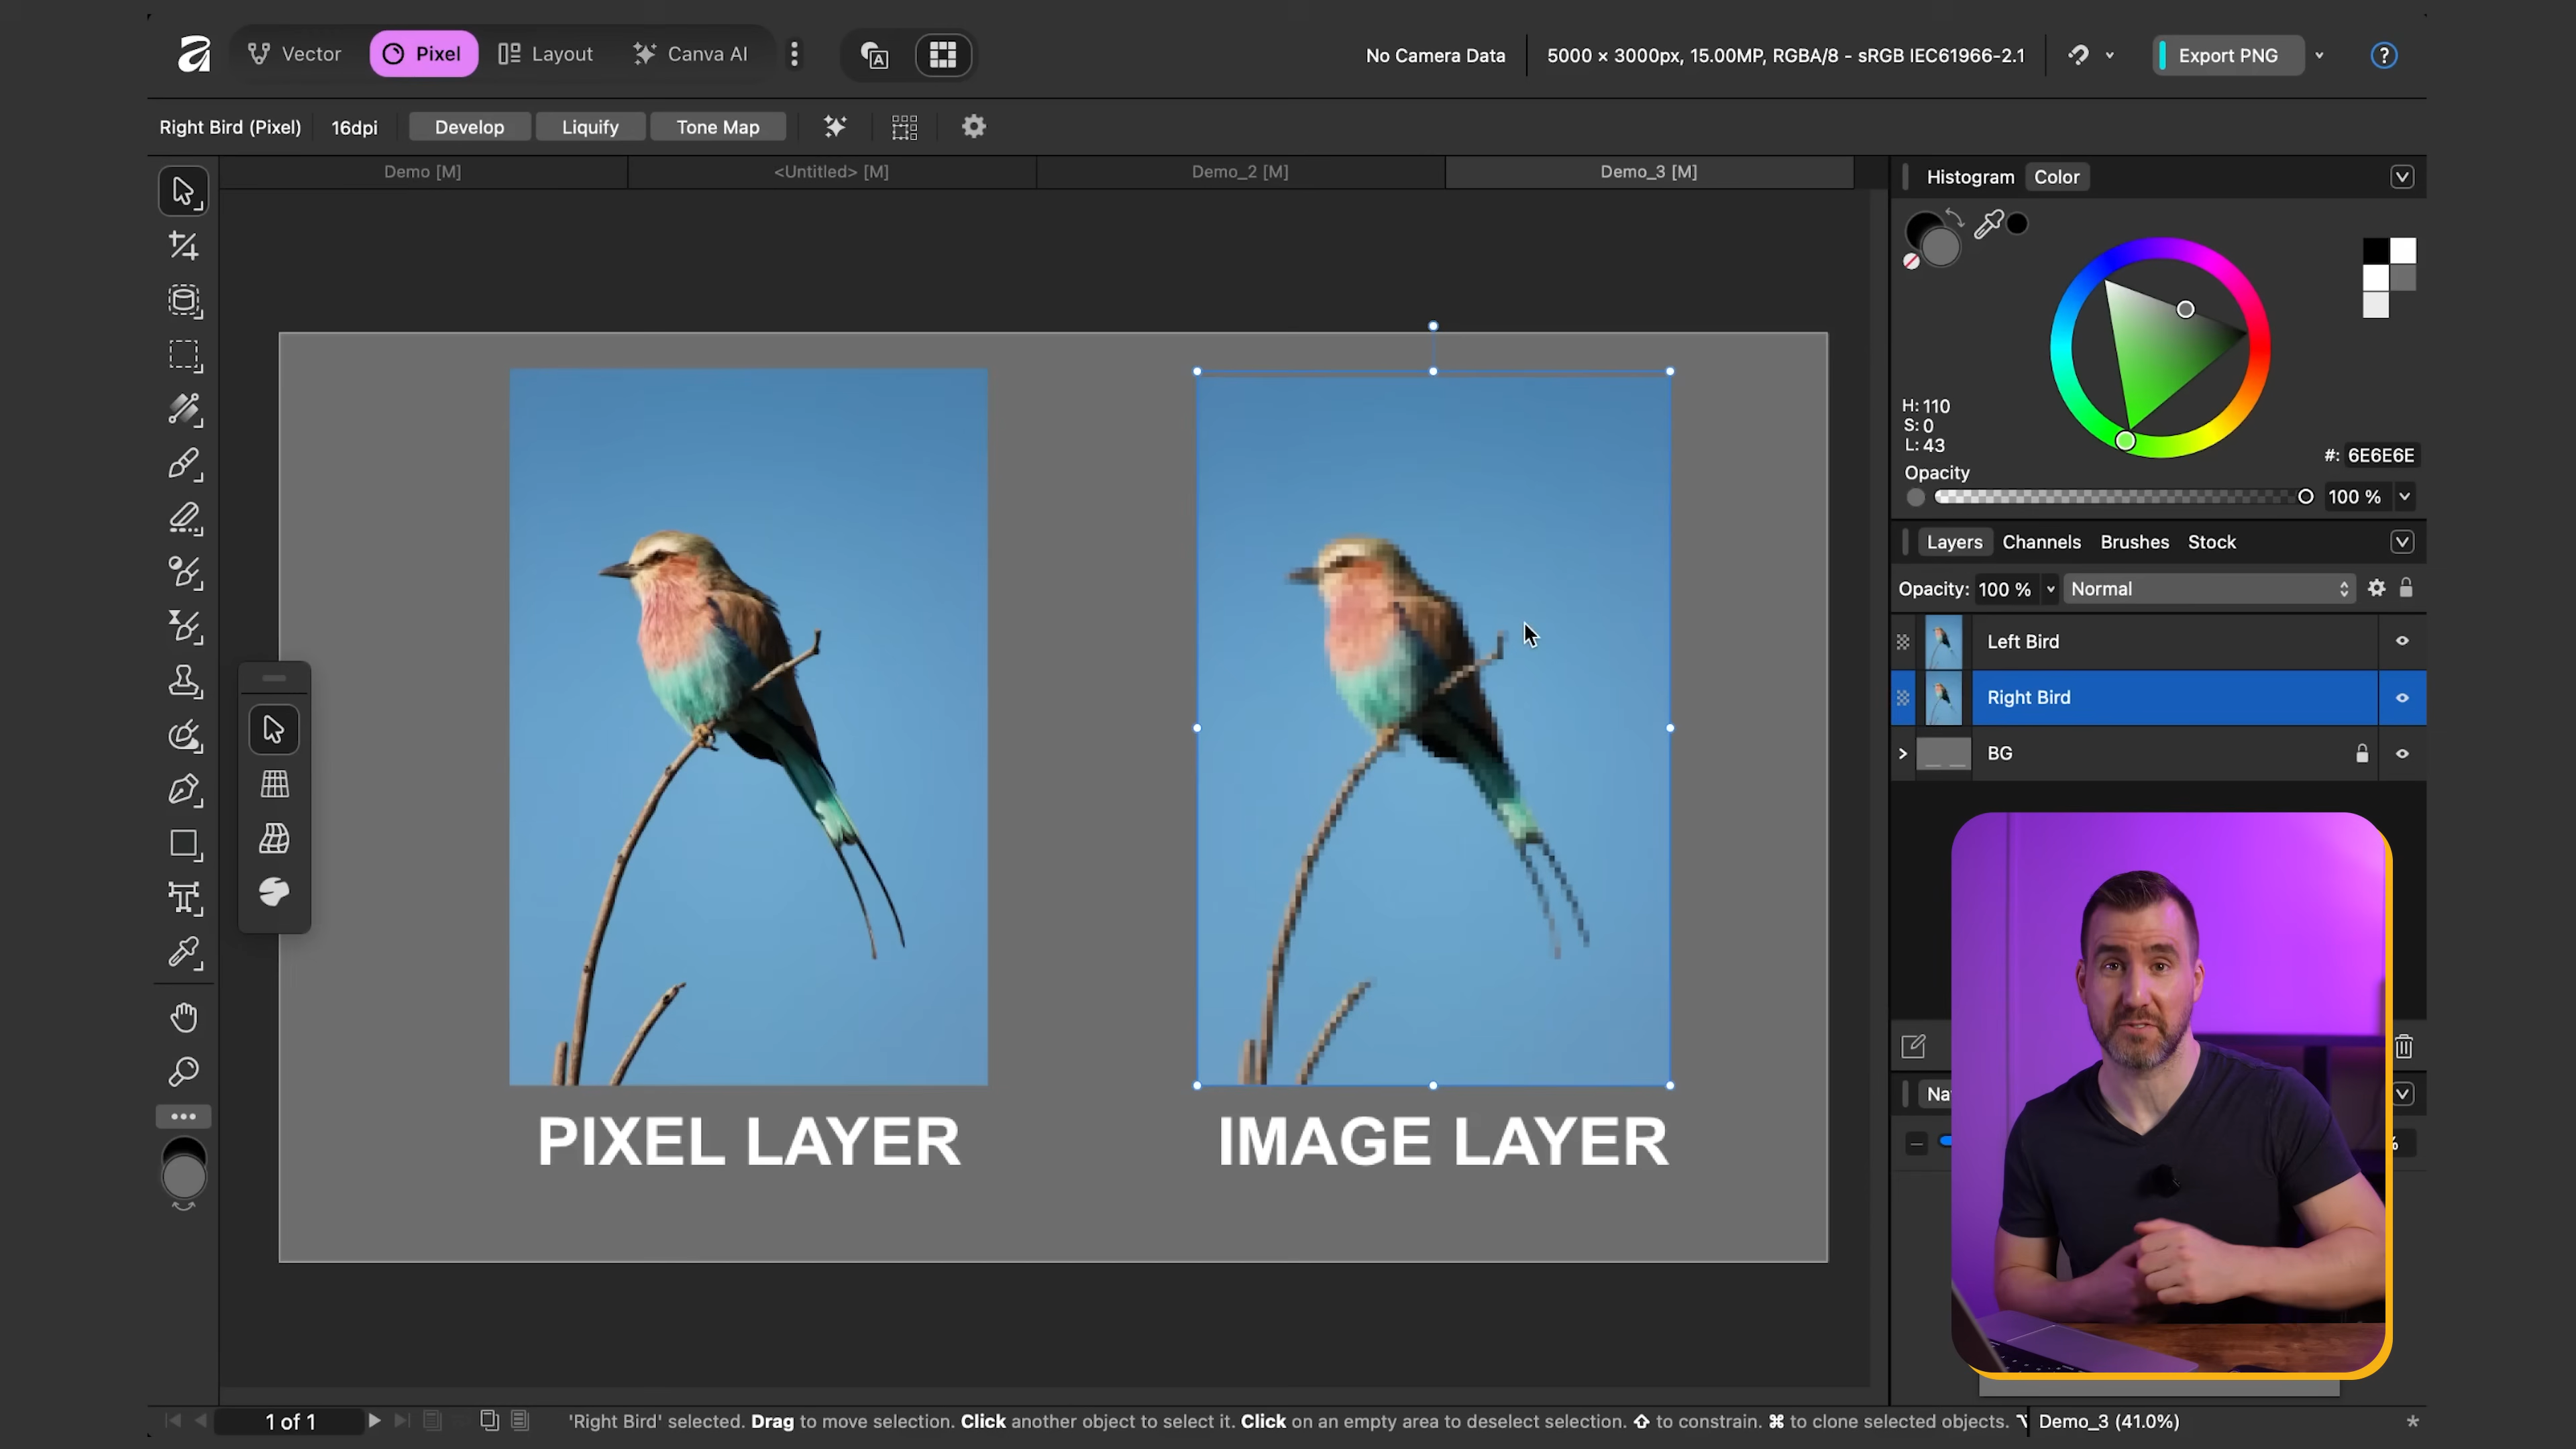 Vector Pixel Layout Canva AI
No Camera Data 5000 × 3000px, 15.00MP, RGBA/8 - sRGB IEC61966-2.1 Export PNG ?
Right Bird (Pixel) 16dpi Develop Liquify Tone Map
Demo [M] <Untitled> [M] Demo_2 [M] Demo_3 [M]
Histogram Color
H: 110
S: 0
L: 43
#: 6E6E6E
Opacity
100 %
Layers Channels Brushes Stock
Opacity: 100 % Normal
Left Bird
Right Bird
BG
PIXEL LAYER IMAGE LAYER
1 of 1 'Right Bird' selected. Drag to move selection. Click another object to select it. Click on an empty area to deselect selection. ⇧ to constrain. ⌘ to clone selected objects. Demo_3 (41.0%) *